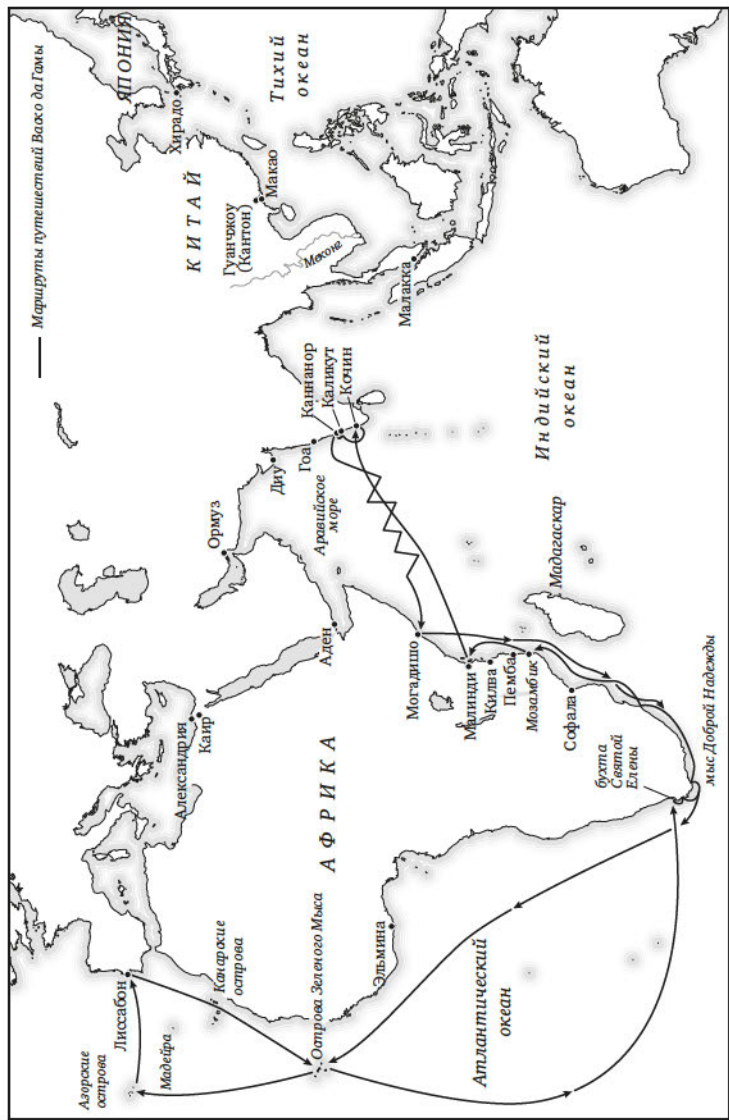 Маршруты путешествий Васко да Гамы
ЯПОНИЯ
Хирадо
КИТАЙ
Тихий
океан
Гуанчжоу
(Кантон)
Макао
Меконг
Малакка
Каннанор
Каликут
Кочин
Гоа
Диу
Ормуз
Аравийское
море
Индийский
океан
Аден
Могадишо
Малинди
Килва
Пемба
Мозамбик
Софала
Мадагаскар
Александрия
Каир
АФРИКА
бухта
Святой
Елены
мыс Доброй Надежды
Лиссабон
Азорские
острова
Мадейра
Канарские
острова
Острова Зеленого Мыса
Эльмина
Атлантический
океан